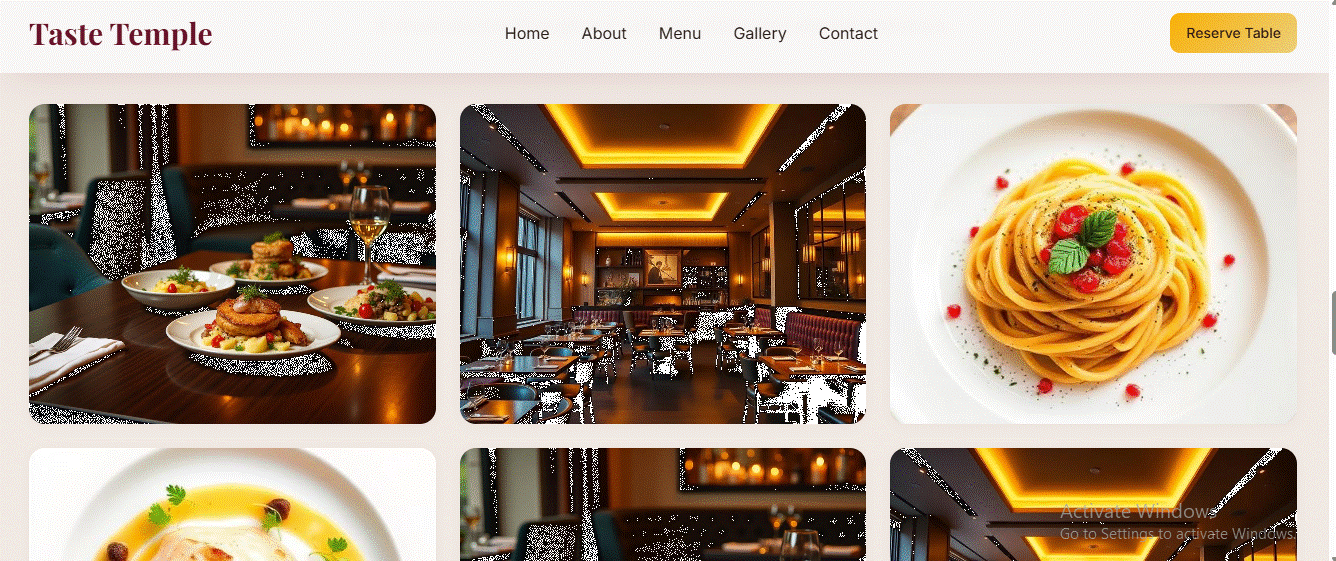 Taste Temple
Home
About
Menu
Gallery
Contact
Reserve Table
Activate Windows
Go to Settings to activate Windows.